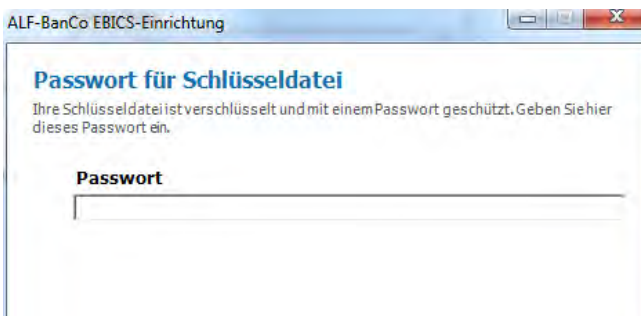 ALF-BanCo EBICS-Einrichtung
Passwort für Schlüsseldatei
Ihre Schlüsseldatei ist verschlüsselt und mit einem Passwort geschützt. Geben Sie hier
dieses Passwort ein.
Passwort